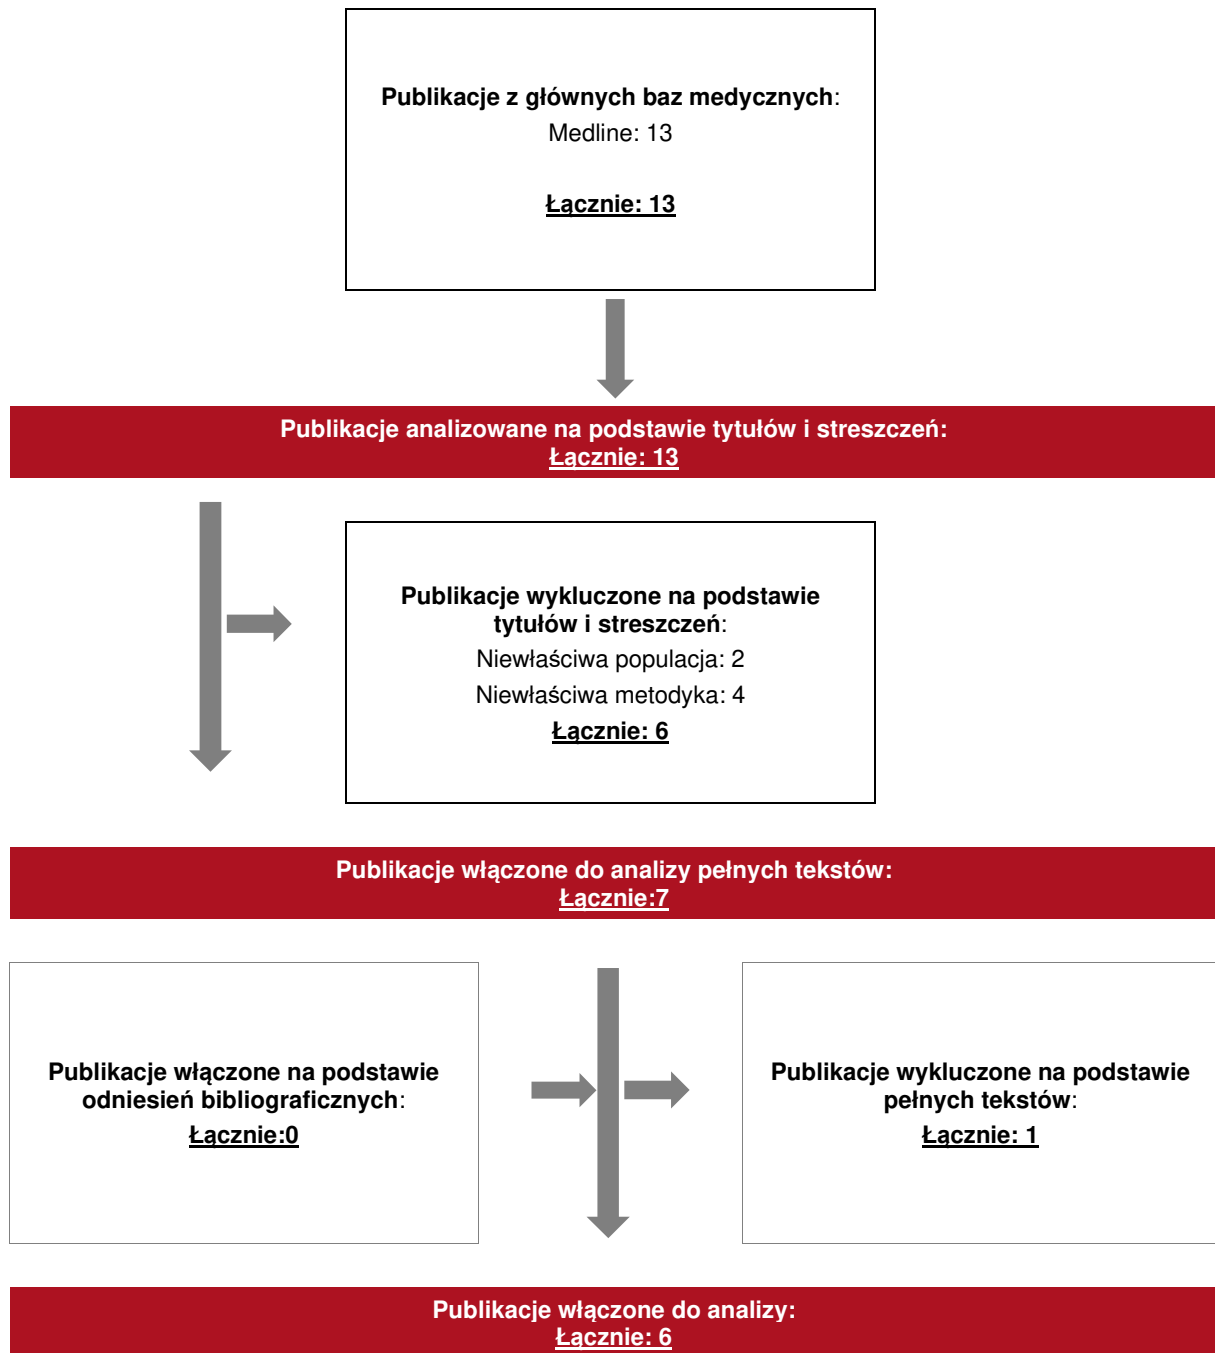 Publikacje z głównych baz medycznych:
Medline: 13
Łącznie: 13
Publikacje analizowane na podstawie tytułów i streszczeń:
Łącznie: 13
Publikacje wykluczone na podstawie
tytułów i streszczeń:
Niewłaściwa populacja: 2
Niewłaściwa metodyka: 4
Łącznie: 6
Publikacje włączone do analizy pełnych tekstów:
Łącznie:7
Publikacje włączone na podstawie
odniesień bibliograficznych:
Łącznie:0
Publikacje wykluczone na podstawie
pełnych tekstów:
Łącznie: 1
Publikacje włączone do analizy:
Łącznie: 6